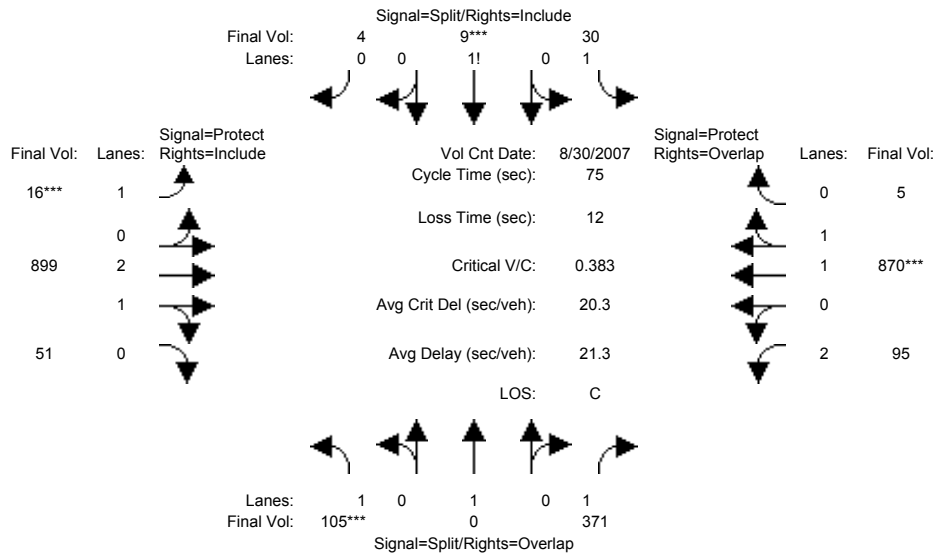 Signal=Split/Rights=Include
Final Vol: 4 9*** 30
Lanes: 0 0 1! 0 1
Signal=Protect Signal=Protect
Final Vol: Lanes: Rights=Include Vol Cnt Date: 8/30/2007 Rights=Overlap Lanes: Final Vol:
Cycle Time (sec): 75
16*** 1 0 5
Loss Time (sec): 12
0 1
899 2 Critical V/C: 0.383 1 870***
1 Avg Crit Del (sec/veh): 20.3 0
51 0 Avg Delay (sec/veh): 21.3 2 95
LOS: C
Lanes: 1 0 1 0 1
Final Vol: 105*** 0 371
Signal=Split/Rights=Overlap